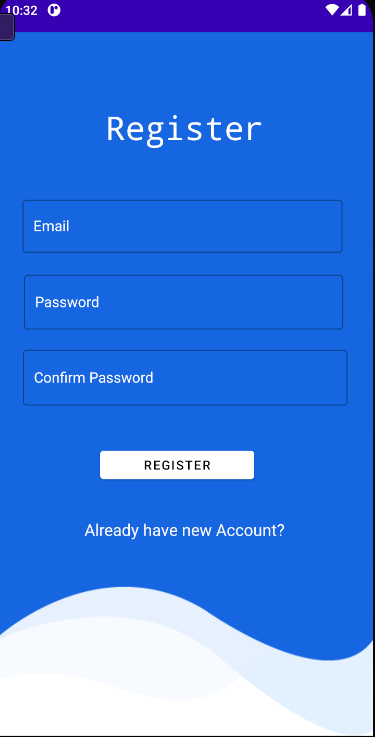 10:32
Register
Email
Password
Confirm Password
REGISTER
Already have new Account?